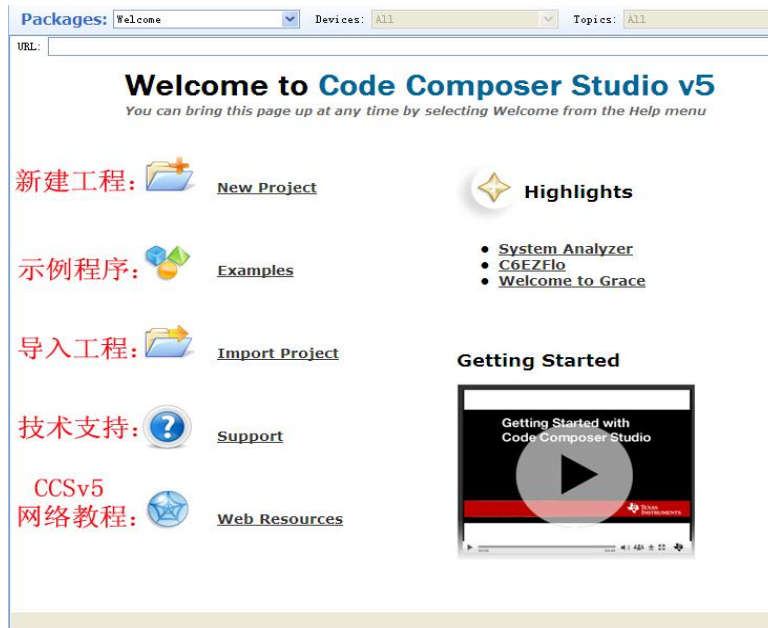 Packages: Welcome Devices: All Topics: All
URL:
Welcome to Code Composer Studio v5
You can bring this page up at any time by selecting Welcome from the Help menu
新建工程： New Project
示例程序： Examples
导入工程： Import Project
技术支持： Support
CCSv5
网络教程： Web Resources
Highlights
System Analyzer
C6EZFlo
Welcome to Grace
Getting Started
Getting Started with
Code Composer Studio
TEXAS
INSTRUMENTS